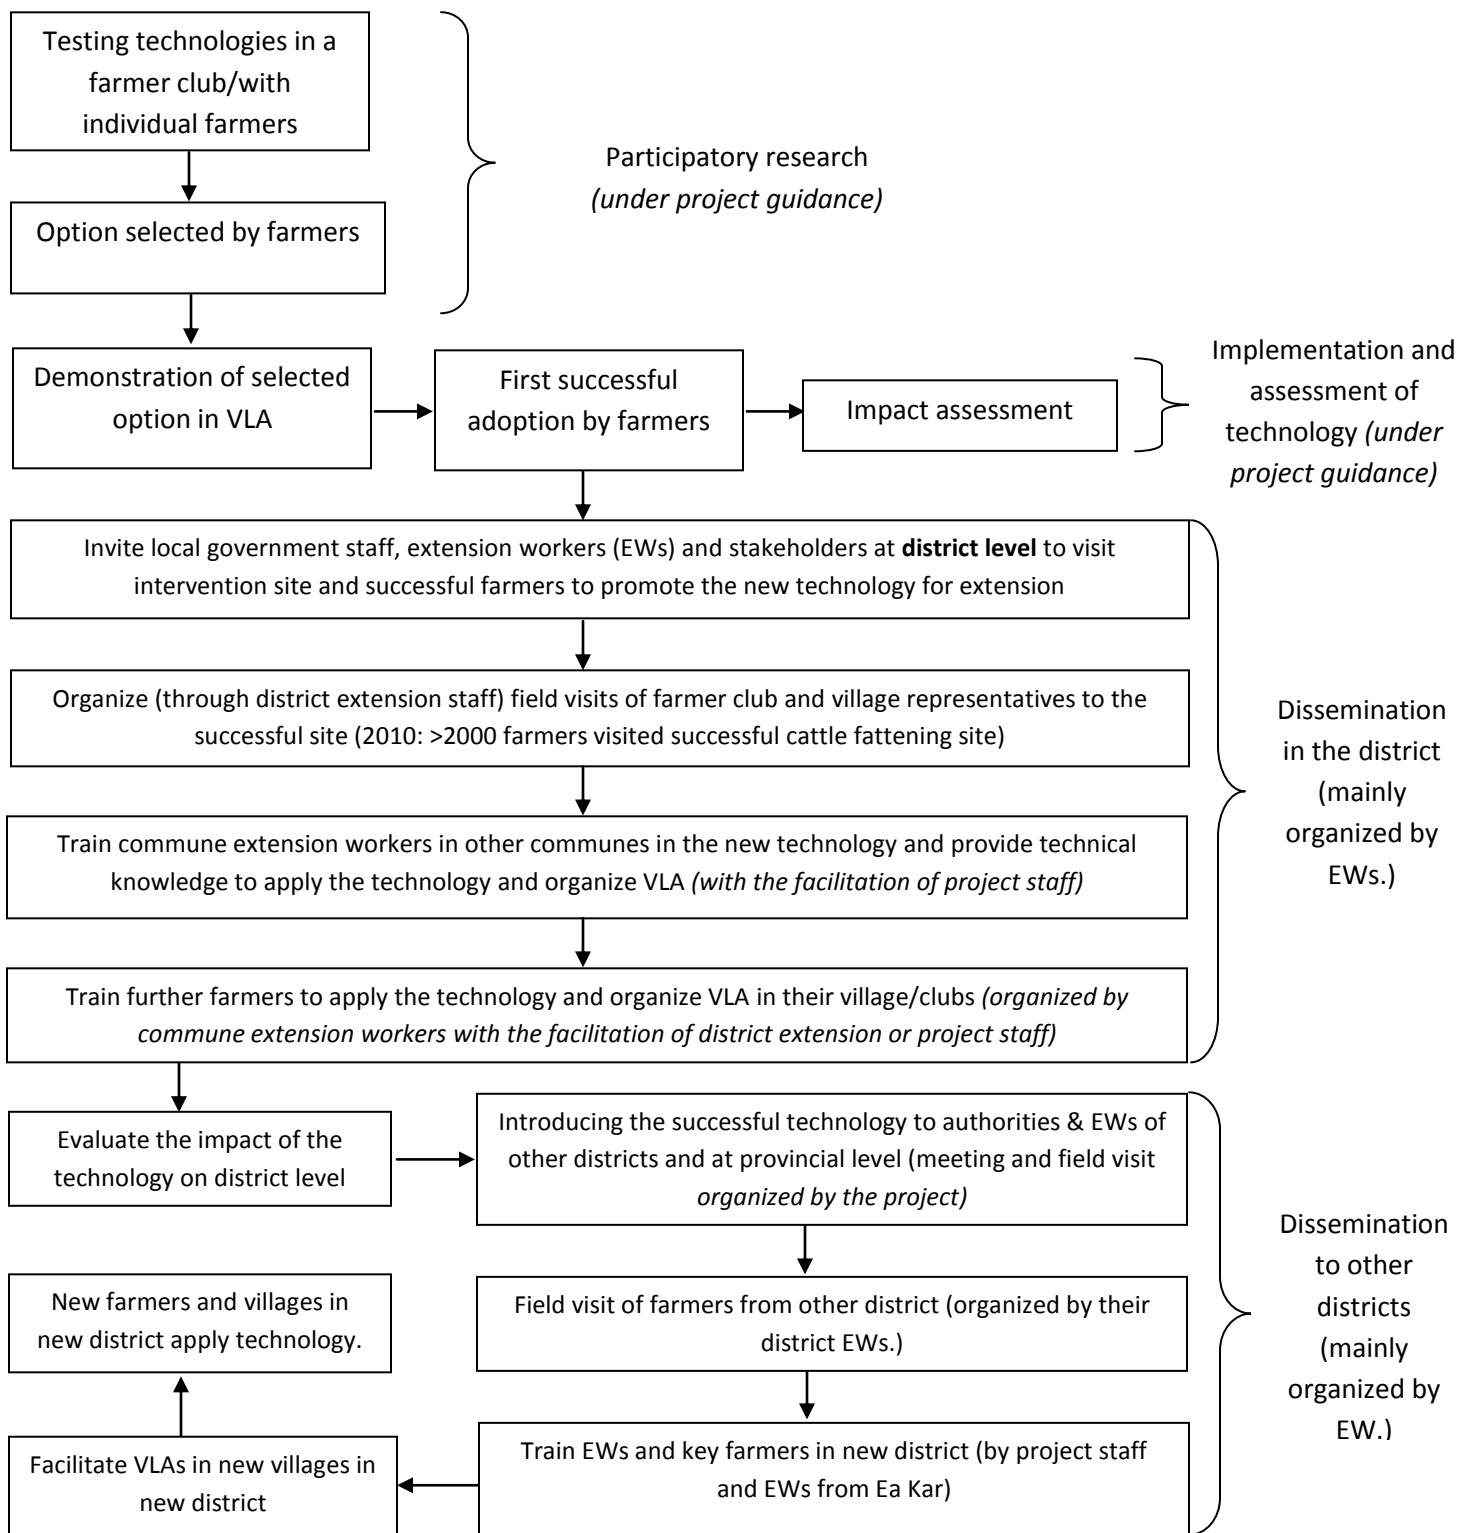 Testing technologies in a
farmer club/with
individual farmers
Participatory research
(under project guidance)
Option selected by farmers
Demonstration of selected
option in VLA
First successful
adoption by farmers
Impact assessment
Implementation and
assessment of
technology (under
project guidance)
Invite local government staff, extension workers (EWs) and stakeholders at district level to visit
intervention site and successful farmers to promote the new technology for extension
Organize (through district extension staff) field visits of farmer club and village representatives to the
successful site (2010: >2000 farmers visited successful cattle fattening site)
Train commune extension workers in other communes in the new technology and provide technical
knowledge to apply the technology and organize VLA (with the facilitation of project staff)
Train further farmers to apply the technology and organize VLA in their village/clubs (organized by
commune extension workers with the facilitation of district extension or project staff)
Dissemination
in the district
(mainly
organized by
EWs.)
Evaluate the impact of the
technology on district level
Introducing the successful technology to authorities & EWs of
other districts and at provincial level (meeting and field visit
organized by the project)
Field visit of farmers from other district (organized by their
district EWs.)
Train EWs and key farmers in new district (by project staff
and EWs from Ea Kar)
Facilitate VLAs in new villages in
new district
New farmers and villages in
new district apply technology.
Dissemination
to other
districts
(mainly
organized by
EW.)